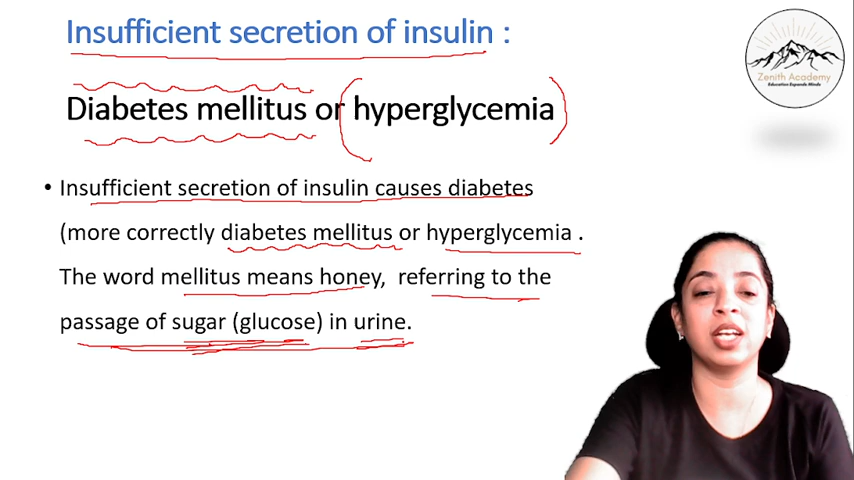 Insufficient secretion of insulin :
Zenith Academy
Education Expands Minds
Diabetes mellitus or hyperglycemia
• Insufficient secretion of insulin causes diabetes
(more correctly diabetes mellitus or hyperglycemia .
The word mellitus means honey, referring to the
passage of sugar (glucose) in urine.